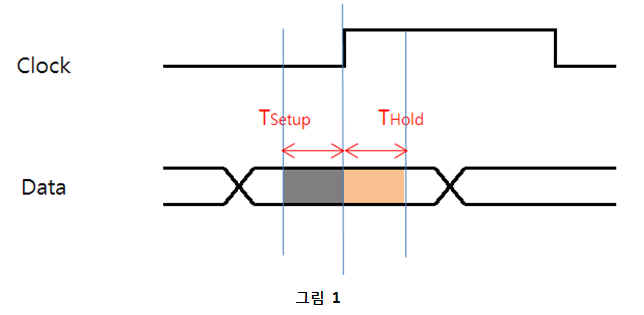 Clock
TSetup
THold
Data
그림 1